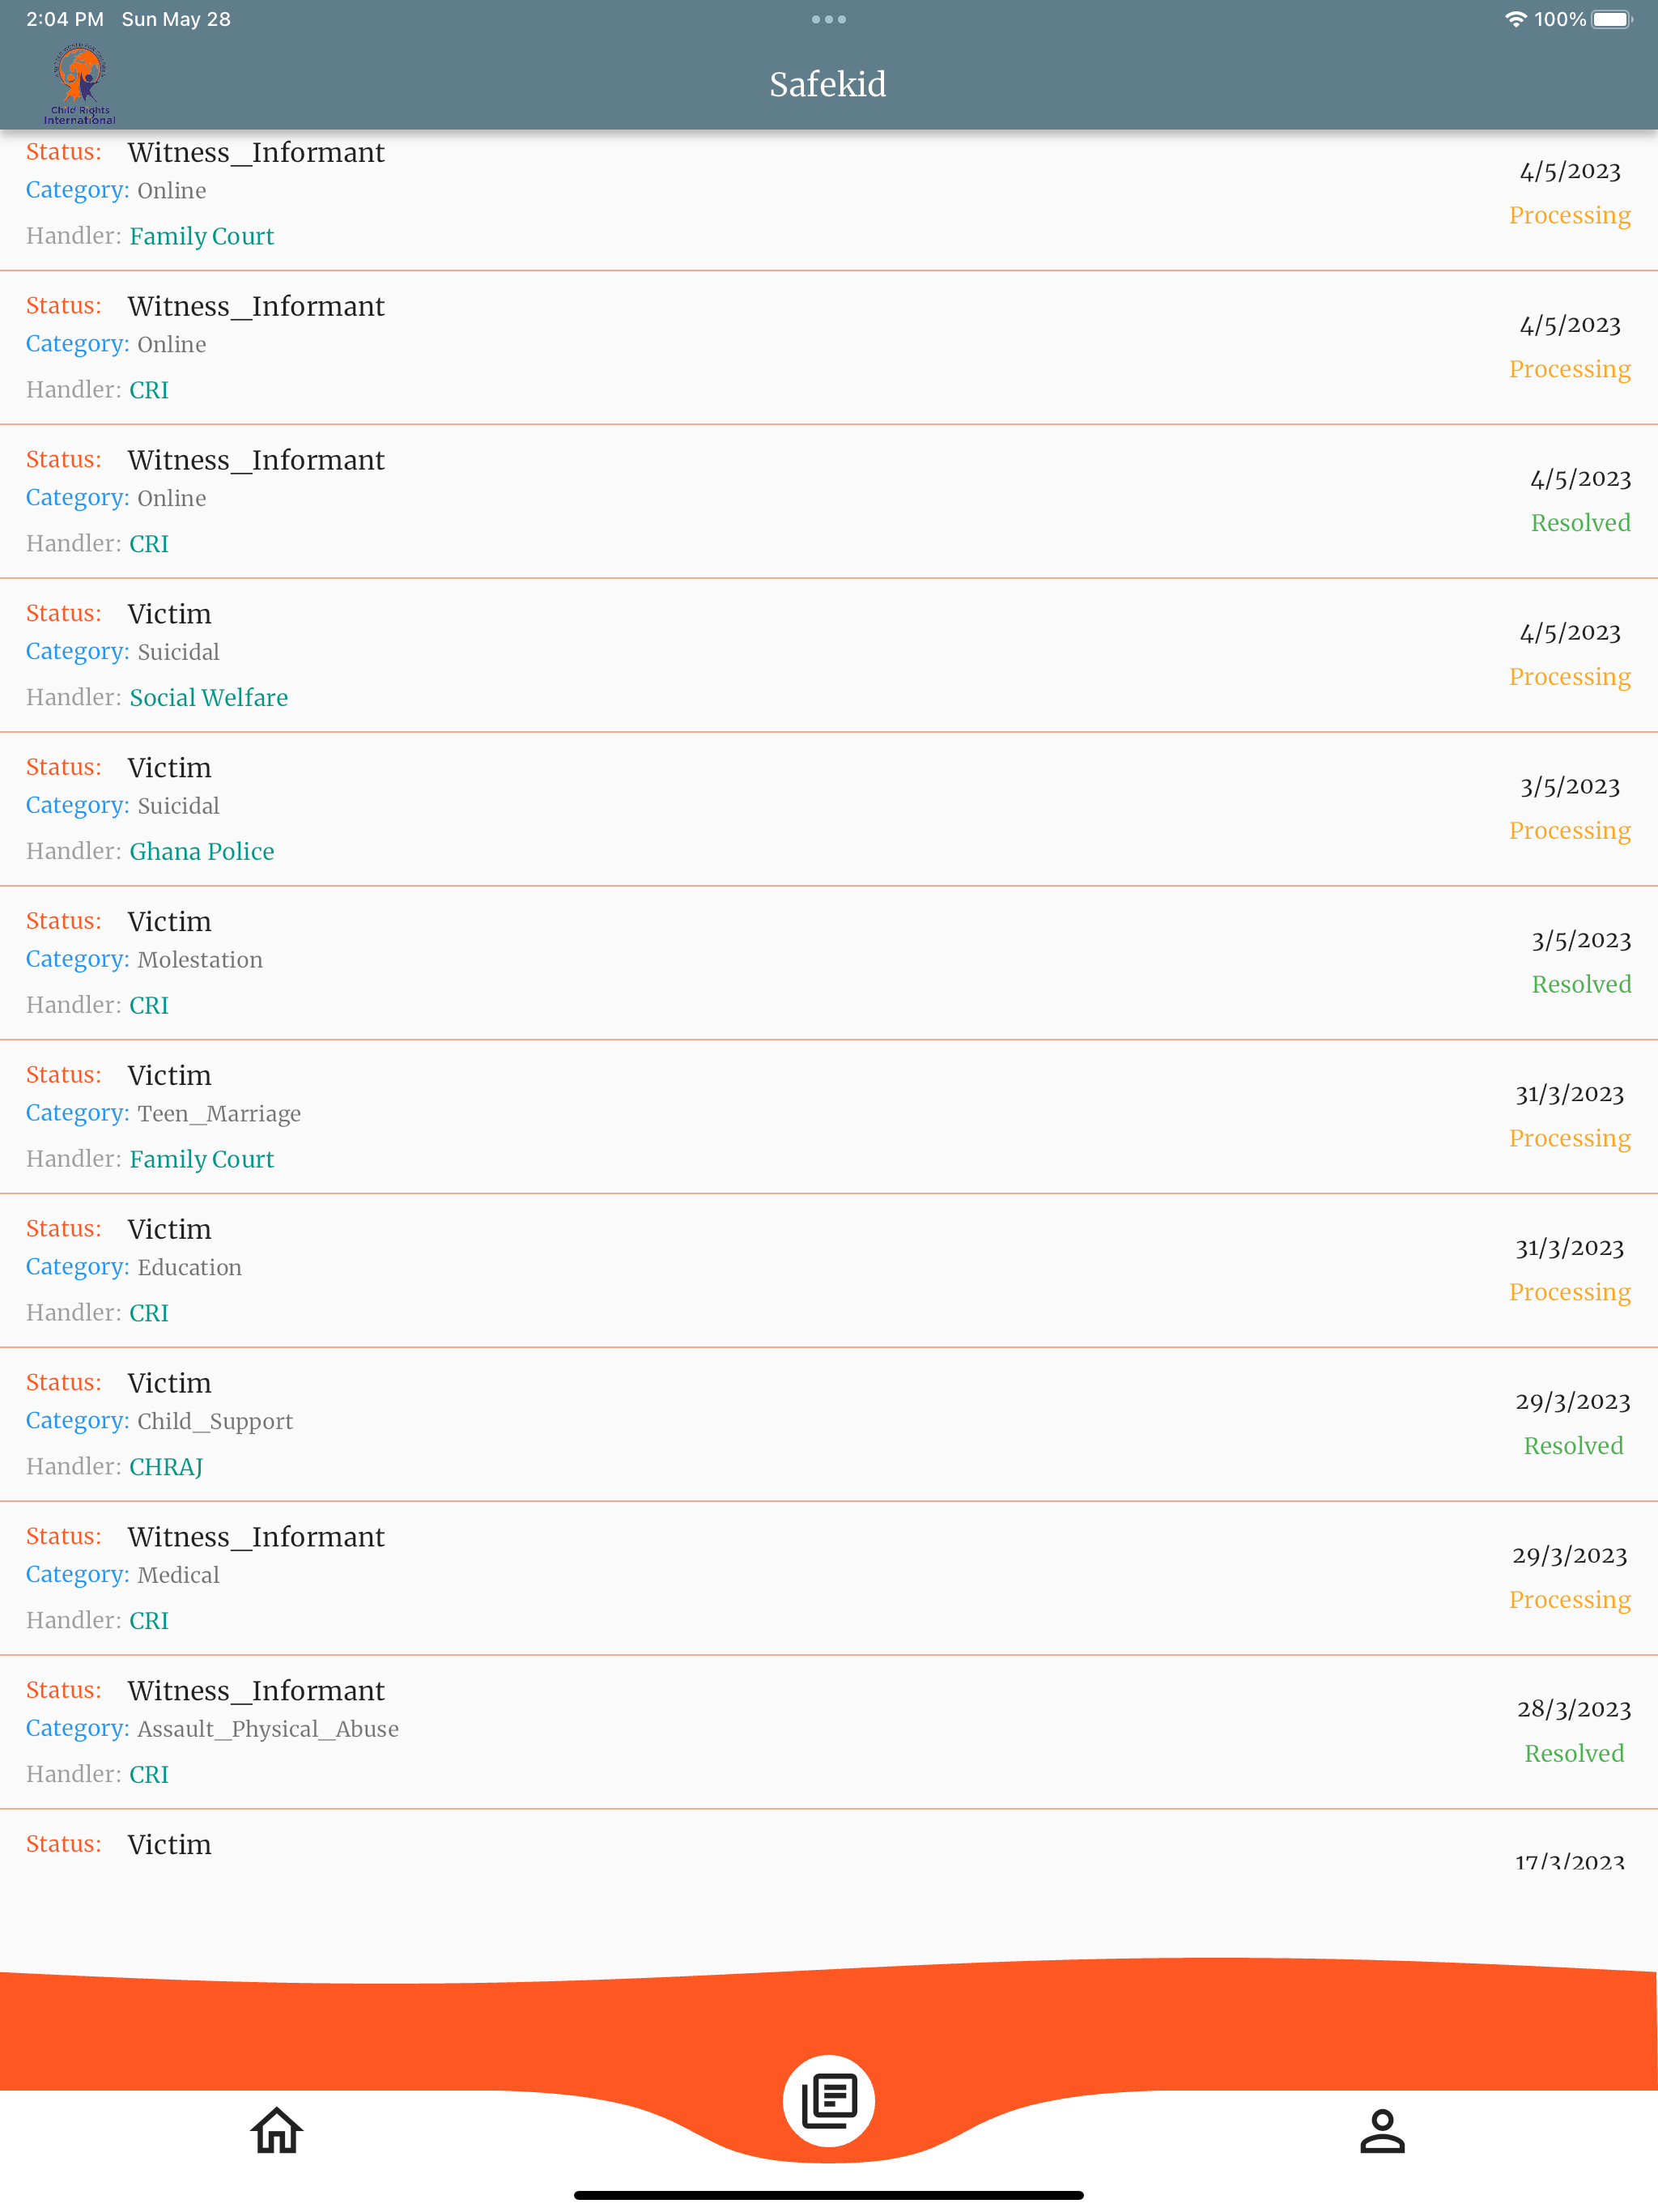 2:04 PM Sun May 28
100%
Child Rights
International
Safekid
Status: Witness_Informant
4/5/2023
Category: Online
Processing
Handler: Family Court
Status: Witness_Informant
4/5/2023
Category: Online
Processing
Handler: CRI
Status: Witness_Informant
4/5/2023
Category: Online
Resolved
Handler: CRI
Status: Victim
4/5/2023
Category: Suicidal
Processing
Handler: Social Welfare
Status: Victim
3/5/2023
Category: Suicidal
Processing
Handler: Ghana Police
Status: Victim
3/5/2023
Category: Molestation
Resolved
Handler: CRI
Status: Victim
31/3/2023
Category: Teen_Marriage
Processing
Handler: Family Court
Status: Victim
31/3/2023
Category: Education
Processing
Handler: CRI
Status: Victim
29/3/2023
Category: Child_Support
Resolved
Handler: CHRAJ
Status: Witness_Informant
29/3/2023
Category: Medical
Processing
Handler: CRI
Status: Witness_Informant
28/3/2023
Category: Assault_Physical_Abuse
Resolved
Handler: CRI
Status: Victim
17/3/2023